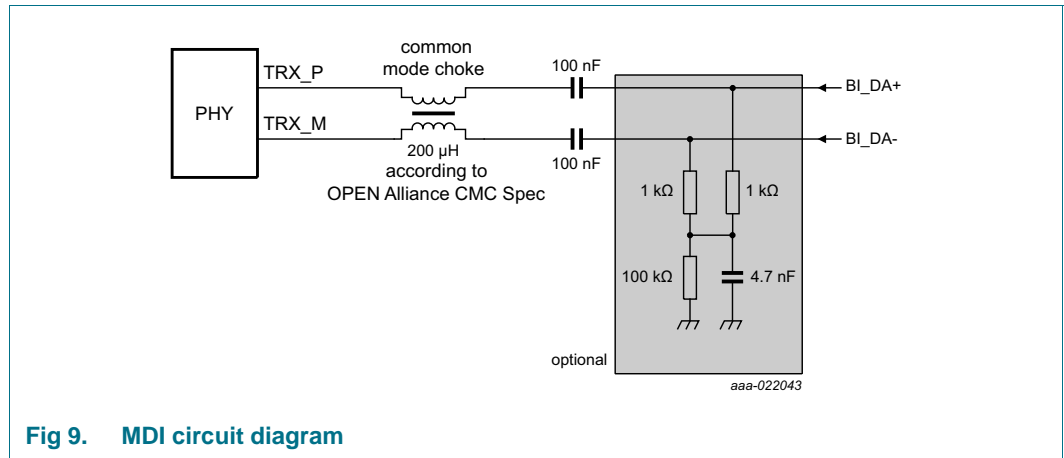 common
mode choke
100 nF
TRX_P
BI_DA+
PHY
TRX_M
BI_DA-
200 µH
100 nF
according to
OPEN Alliance CMC Spec
1 kΩ
1 kΩ
100 kΩ
4.7 nF
optional
aaa-022043
Fig 9. MDI circuit diagram